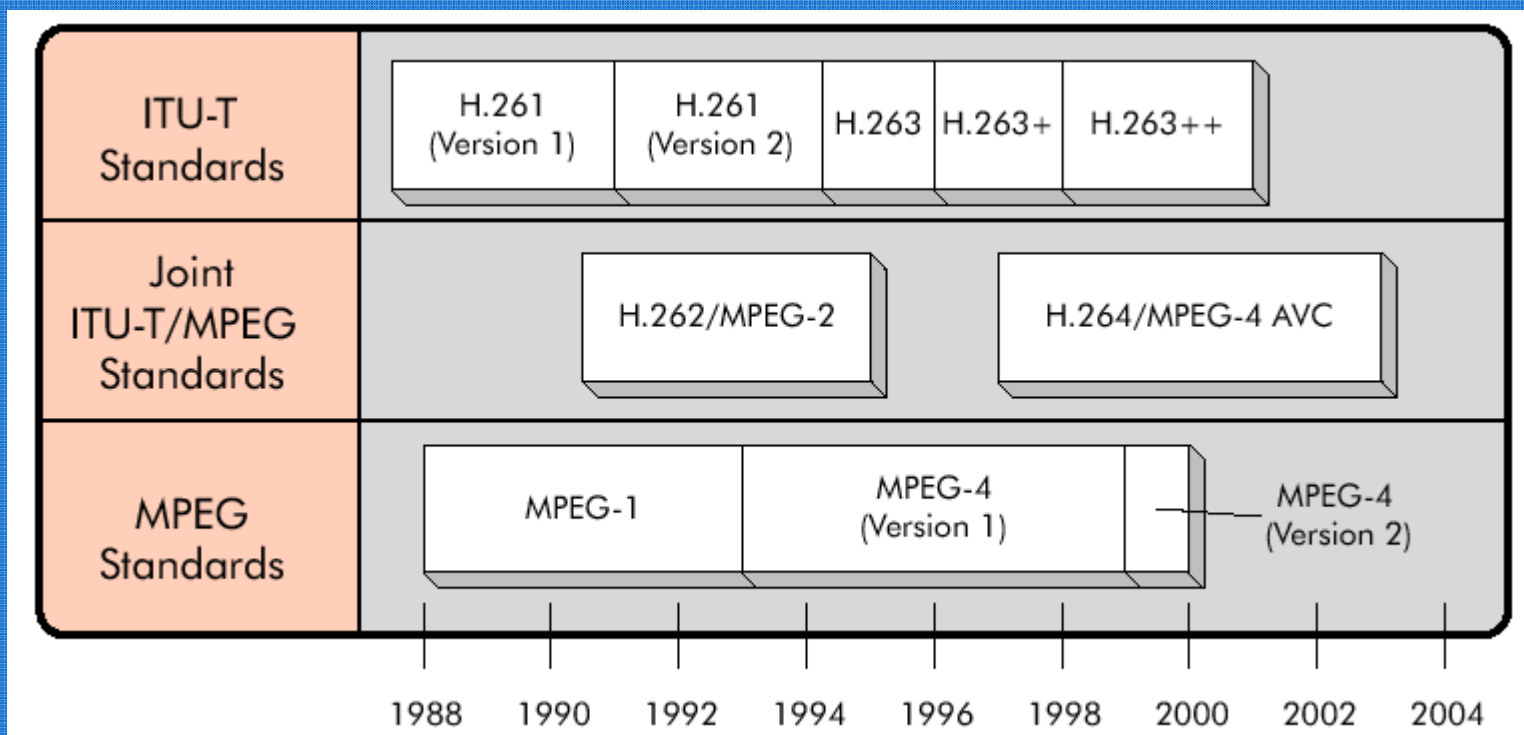 ITU-T
Standards
H.261
(Version 1)
H.261
(Version 2)
H.263
H.263+
H.263++
Joint
ITU-T/MPEG
Standards
H.262/MPEG-2
H.264/MPEG-4 AVC
MPEG
Standards
MPEG-1
MPEG-4
(Version 1)
MPEG-4
(Version 2)
1988 1990 1992 1994 1996 1998 2000 2002 2004